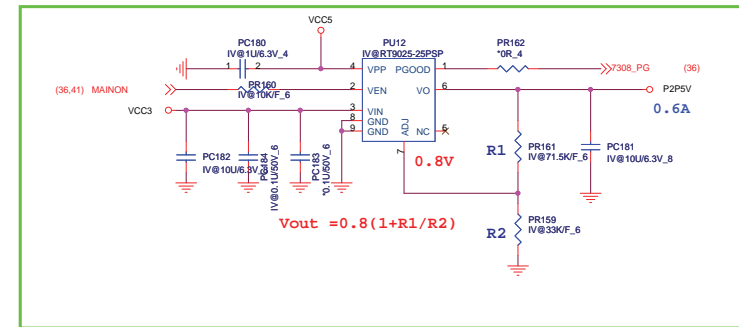 VCC5
PC180
IV@1U/6.3V_4
1 2
PU12
IV@RT9025-25PSP
PR162
*0R_4
4 VPP PGOOD 1
7308_PG (36)
(36,41) MAINON
PR160
IV@10K/F_6
2 VEN VO 6
P2P5V
0.6A
VCC3
3 VIN
8 GND
9 GND
ADJ
NC 5
7
0.8V
PC182
IV@10U/6.3V_8
PC184
IV@0.1U/50V_6
PC183
*0.1U/50V_6
R1
PR161
IV@71.5K/F_6
PC181
IV@10U/6.3V_8
Vout =0.8(1+R1/R2)
R2
PR159
IV@33K/F_6